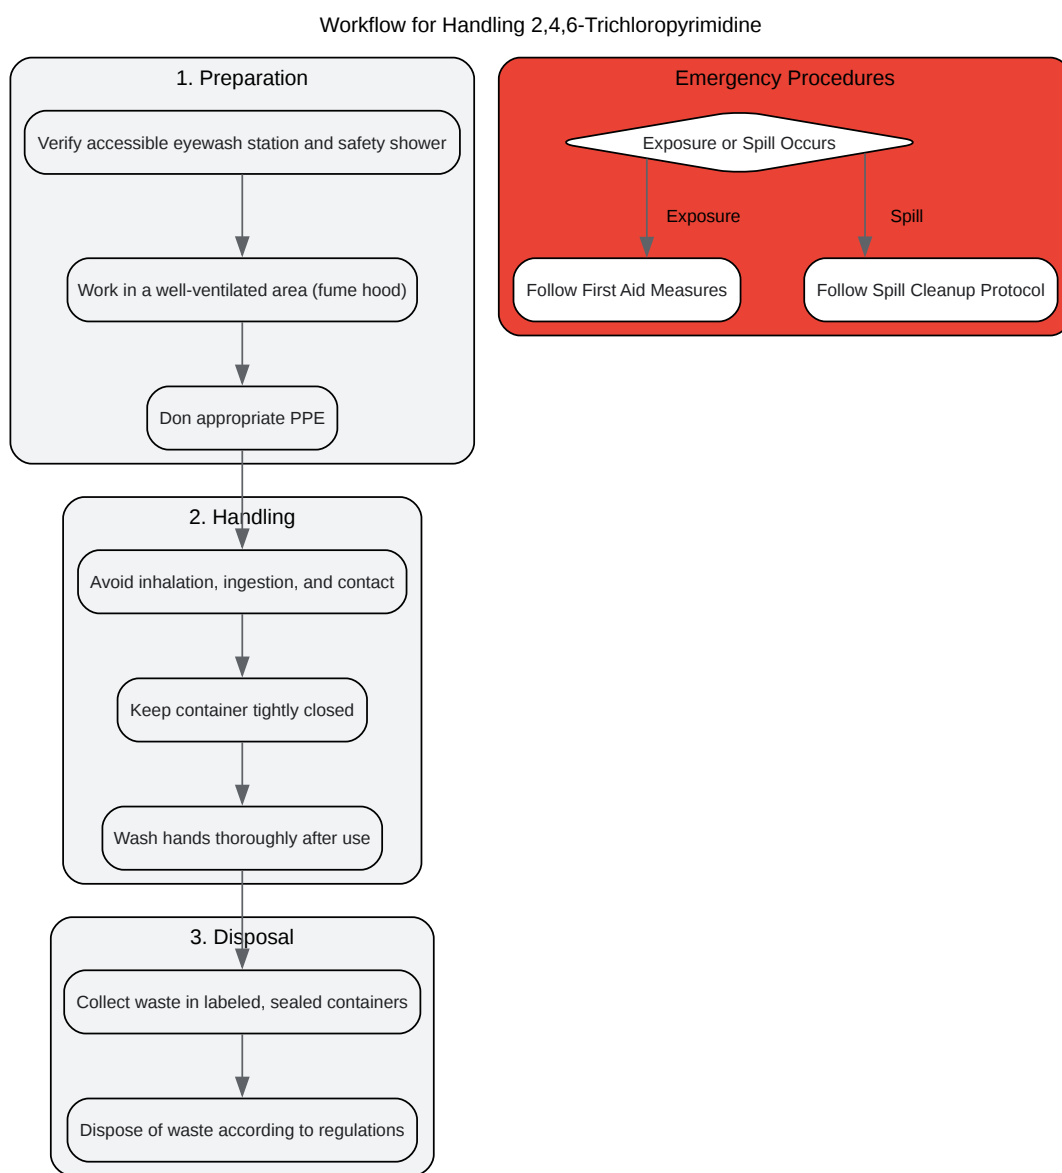 Workflow for Handling 2,4,6-Trichloropyrimidine
1. Preparation
Verify accessible eyewash station and safety shower
Work in a well-ventilated area (fume hood)
Don appropriate PPE
2. Handling
Avoid inhalation, ingestion, and contact
Keep container tightly closed
Wash hands thoroughly after use
3. Disposal
Collect waste in labeled, sealed containers
Dispose of waste according to regulations
Emergency Procedures
Exposure or Spill Occurs
Exposure
Spill
Follow First Aid Measures
Follow Spill Cleanup Protocol